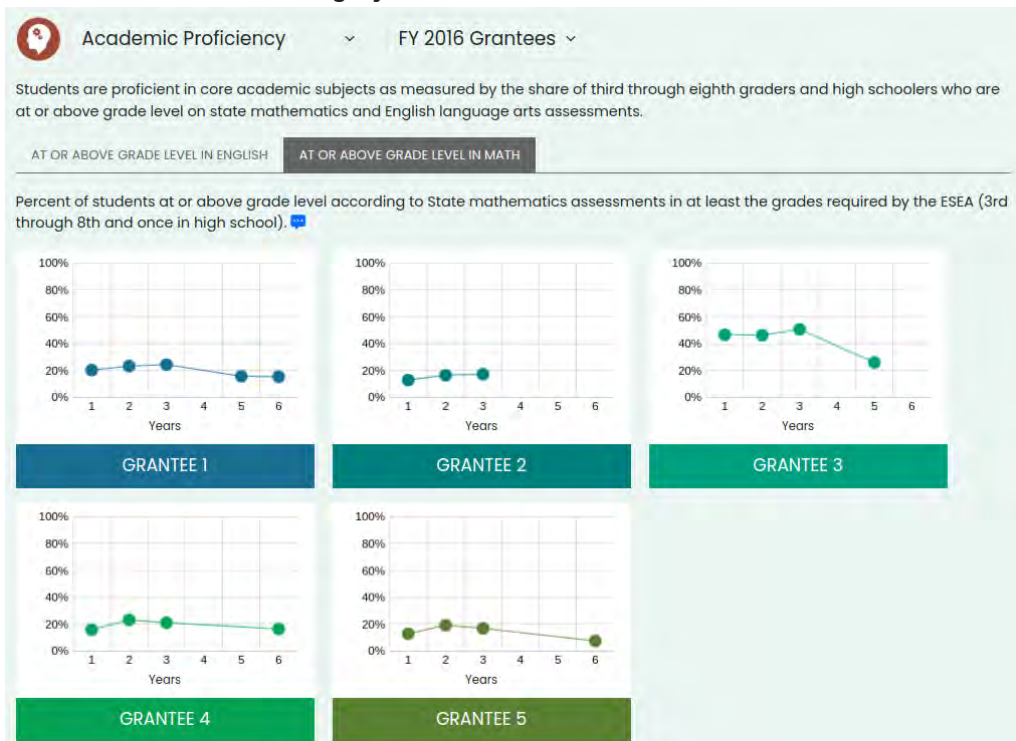 Academic Proficiency FY 2016 Grantees
Students are proficient in core academic subjects as measured by the share of third through eighth graders and high schoolers who are
at or above grade level on state mathematics and English language arts assessments.
AT OR ABOVE GRADE LEVEL IN ENGLISH AT OR ABOVE GRADE LEVEL IN MATH
Percent of students at or above grade level according to State mathematics assessments in at least the grades required by the ESEA (3rd
through 8th and once in high school).
100% 100% 100%
80% 80% 80%
60% 60% 60%
40% 40% 40%
20% 20% 20%
0% 0% 0%
1 2 3 4 5 6 1 2 3 4 5 6 1 2 3 4 5 6
Years Years Years
GRANTEE 1 GRANTEE 2 GRANTEE 3
100% 100%
80% 80%
60% 60%
40% 40%
20% 20%
0% 0%
1 2 3 4 5 6 1 2 3 4 5 6
Years Years
GRANTEE 4 GRANTEE 5